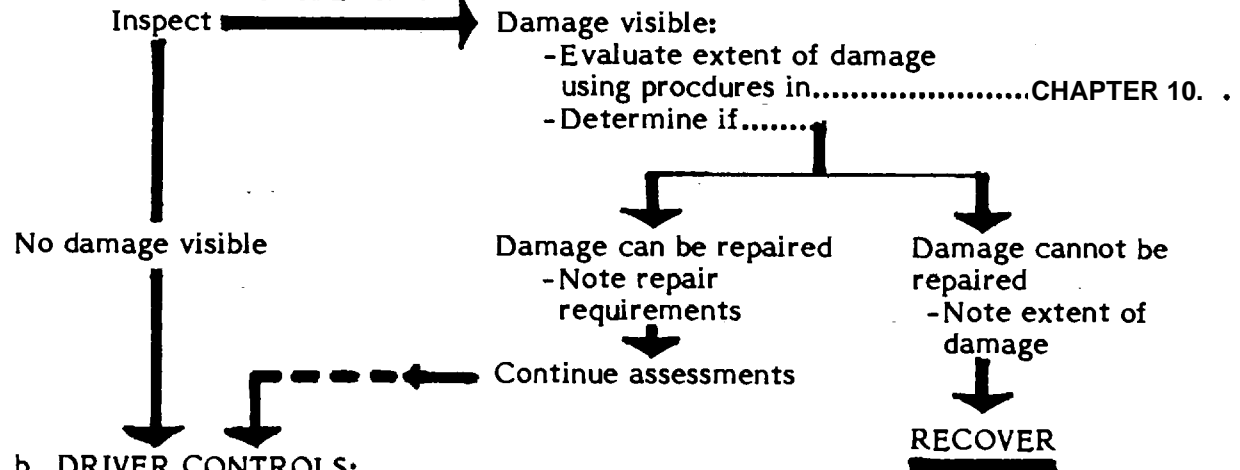 Inspect
Damage visible:
-Evaluate extent of damage
using procdures in.......................CHAPTER 10. .
-Determine if........
No damage visible
Damage can be repaired
-Note repair
requirements
Damage cannot be
repaired
-Note extent of
damage
Continue assessments
RECOVER
b. DRIVER CONTROLS: